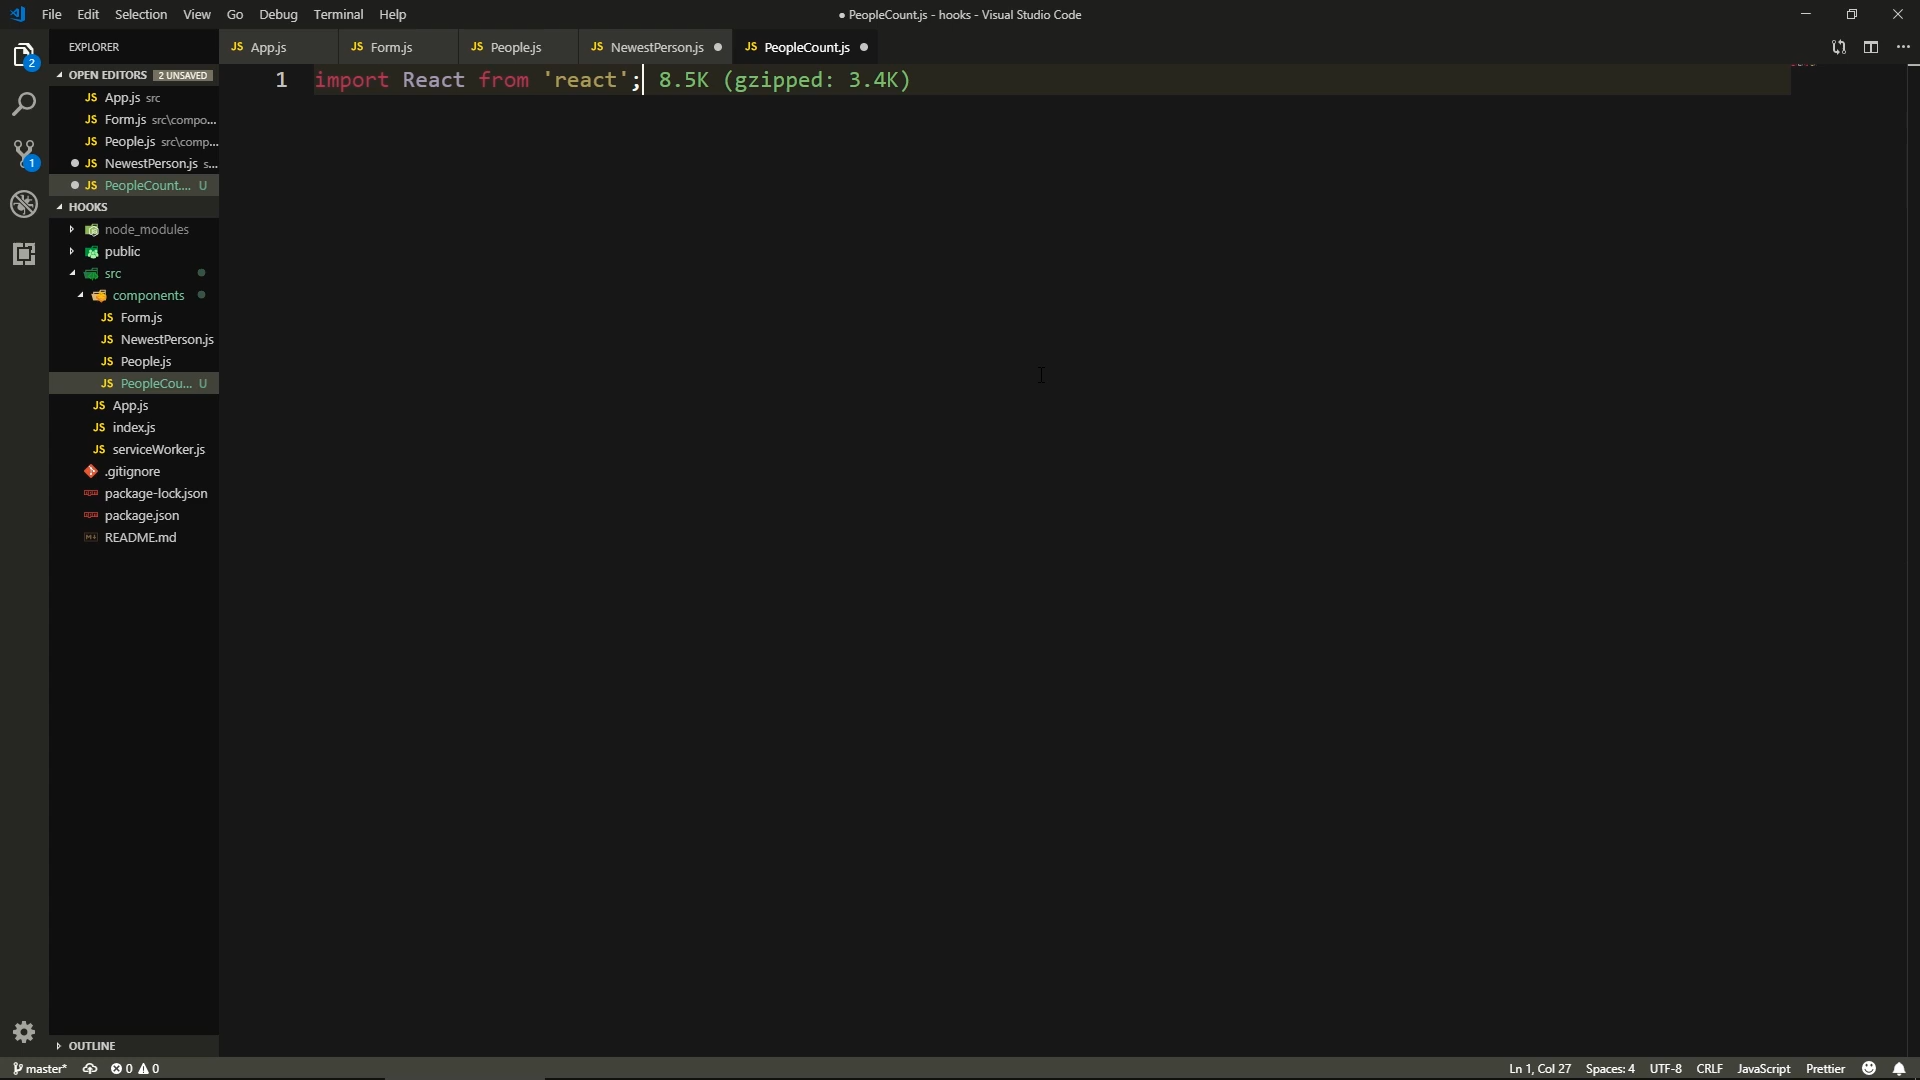 File Edit Selection View Go Debug Terminal Help
● PeopleCount.js - hooks - Visual Studio Code
2
1
EXPLORER
OPEN EDITORS 2 UNSAVED
JS App.js src
JS Form.js src\compo...
JS People.js src\comp...
● JS NewestPerson.js s...
● JS PeopleCount.... U
HOOKS
node_modules
public
src
components
JS Form.js
JS NewestPerson.js
JS People.js
JS PeopleCou... U
JS App.js
JS index.js
JS serviceWorker.js
.gitignore
package-lock.json
package.json
README.md
OUTLINE
JS App.js JS Form.js JS People.js JS NewestPerson.js ● JS PeopleCount.js ●
1 import React from 'react'; 8.5K (gzipped: 3.4K)
master* 0 0
Ln 1, Col 27 Spaces: 4 UTF-8 CRLF JavaScript Prettier